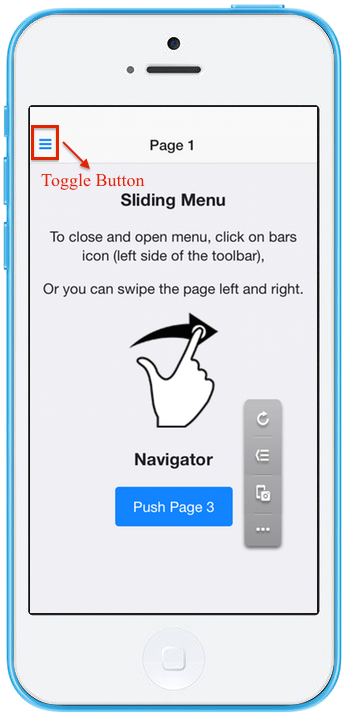 Page 1
Toggle Button
Sliding Menu
To close and open menu, click on bars
icon (left side of the toolbar),
Or you can swipe the page left and right.
Navigator
Push Page 3